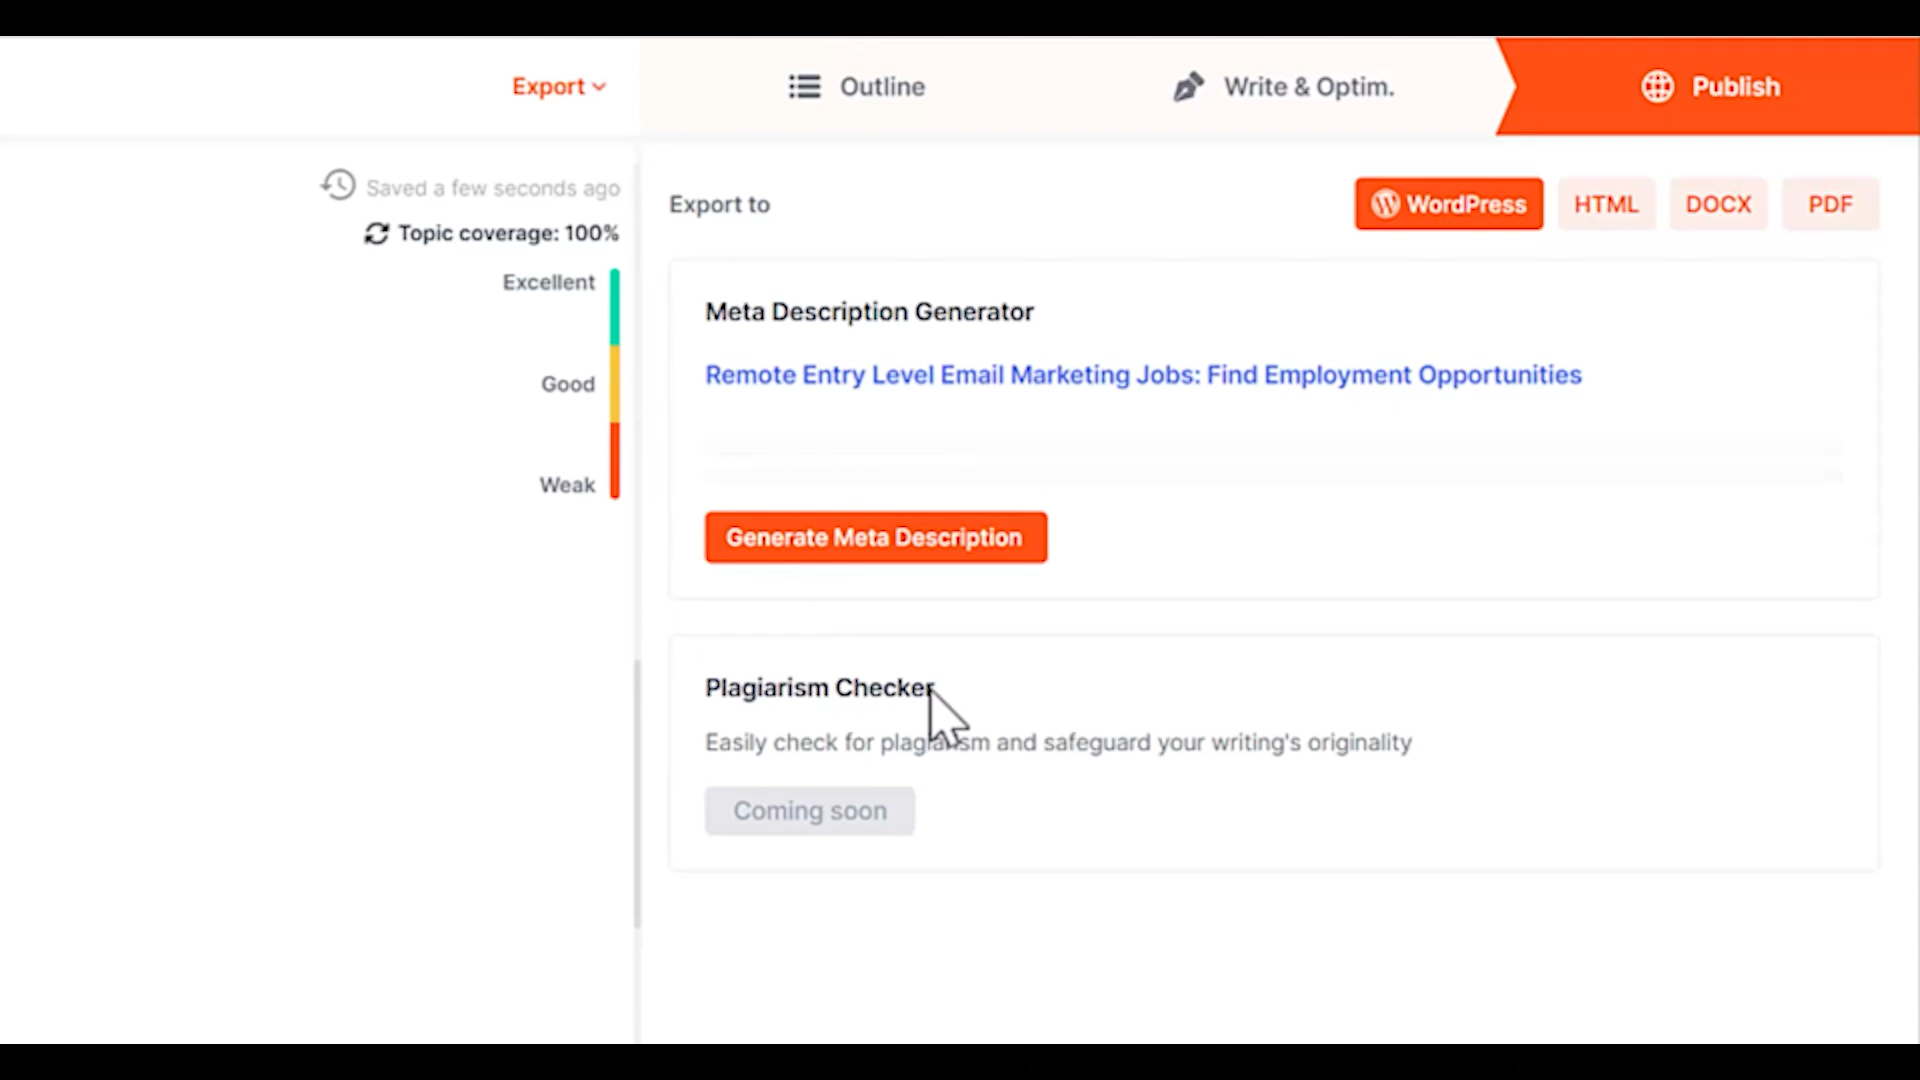 Export
Outline
Write & Optim.
Publish
Saved a few seconds ago
Topic coverage: 100%
Excellent
Good
Weak
Export to
WordPress
HTML
DOCX
PDF
Meta Description Generator
Remote Entry Level Email Marketing Jobs: Find Employment Opportunities
Generate Meta Description
Plagiarism Checker
Easily check for plagiarism and safeguard your writing's originality
Coming soon